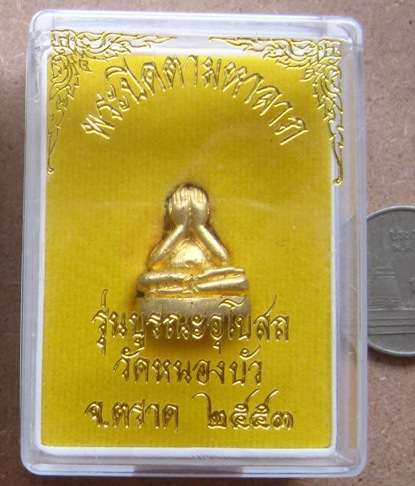 พระปิดตามหาลาภ
รุ่นบูรณะอุโบสถ
วัดหนองบัว
จ.ตราด ๒๕๕๓